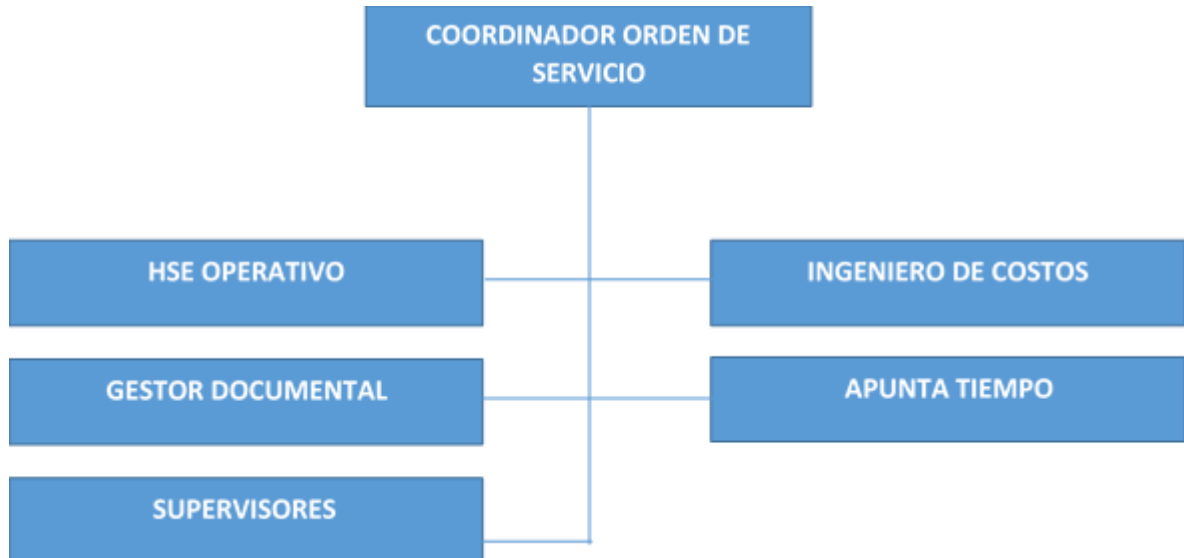 COORDINADOR ORDEN DE
SERVICIO
HSE OPERATIVO
INGENIERO DE COSTOS
GESTOR DOCUMENTAL
APUNTA TIEMPO
SUPERVISORES